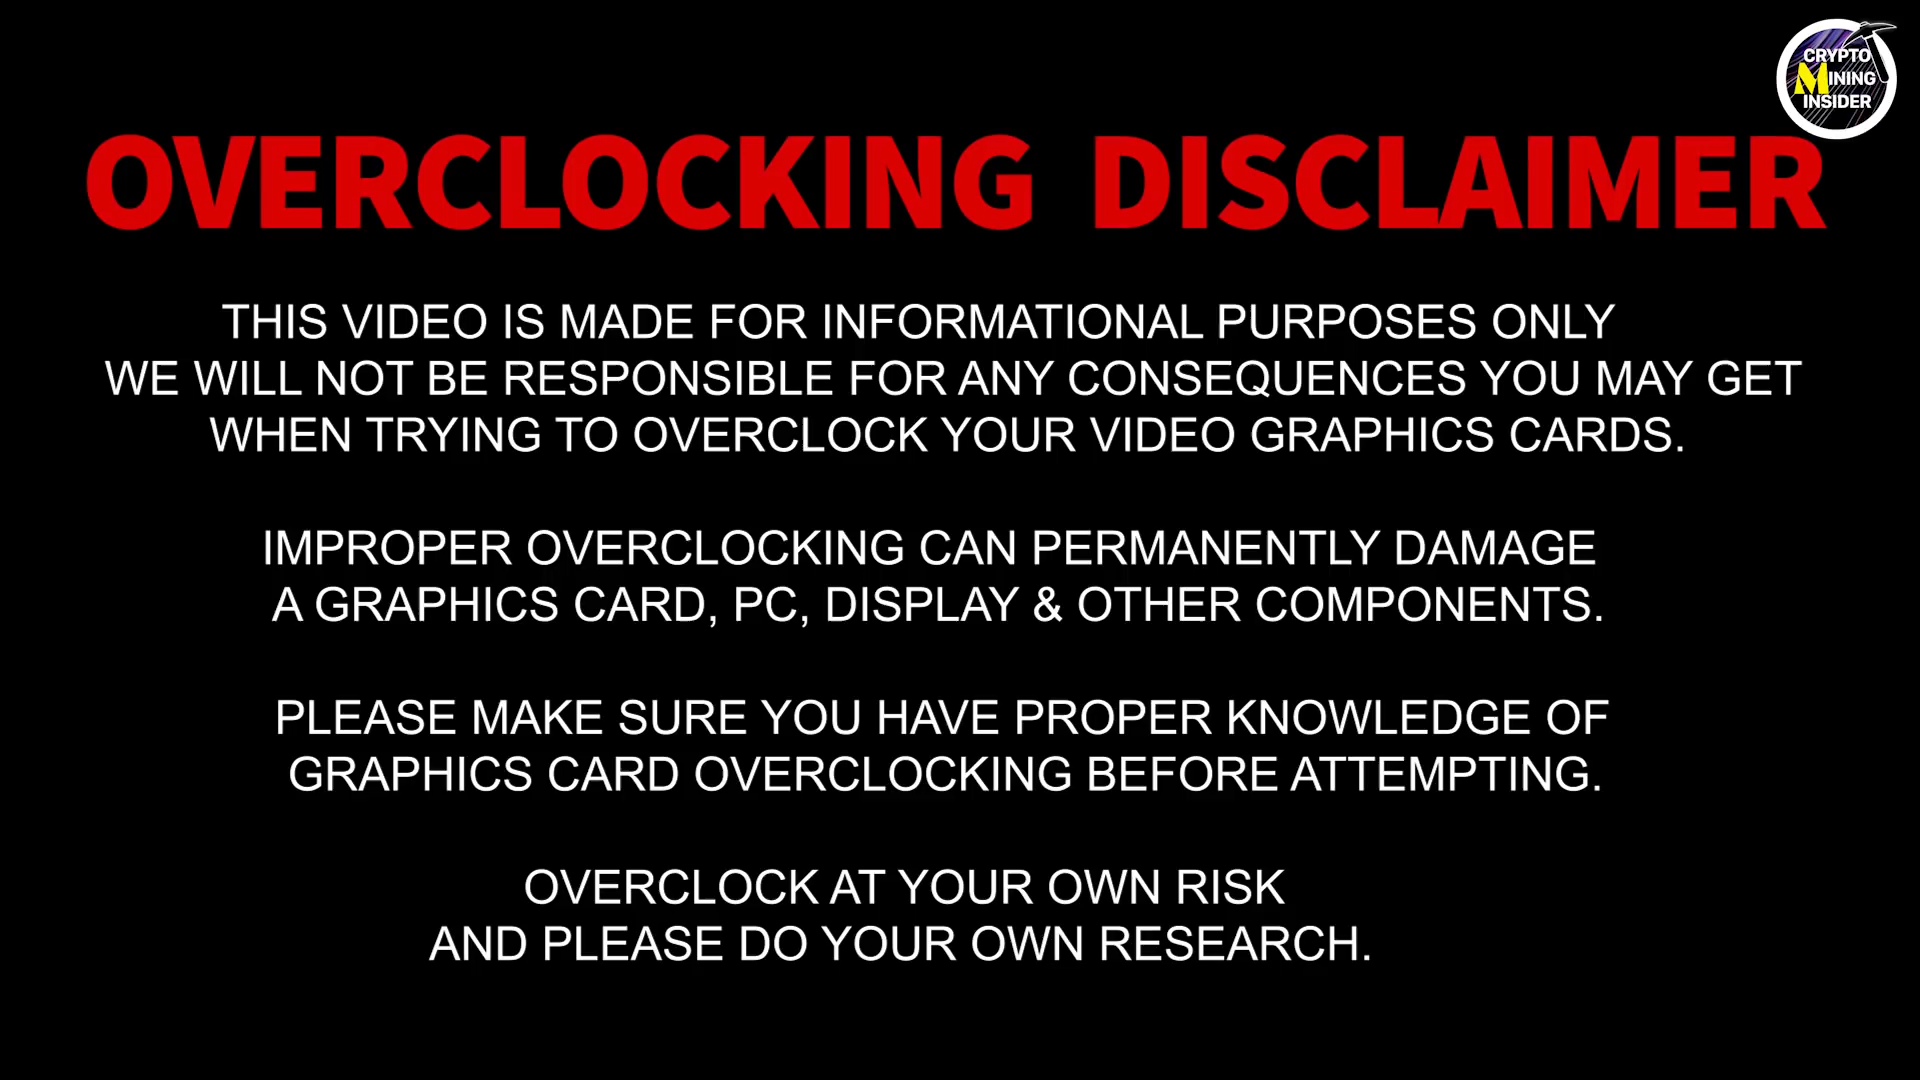 CRYPTO
MINING
INSIDER
OVERCLOCKING DISCLAIMER
THIS VIDEO IS MADE FOR INFORMATIONAL PURPOSES ONLY
WE WILL NOT BE RESPONSIBLE FOR ANY CONSEQUENCES YOU MAY GET
WHEN TRYING TO OVERCLOCK YOUR VIDEO GRAPHICS CARDS.
IMPROPER OVERCLOCKING CAN PERMANENTLY DAMAGE
A GRAPHICS CARD, PC, DISPLAY & OTHER COMPONENTS.
PLEASE MAKE SURE YOU HAVE PROPER KNOWLEDGE OF
GRAPHICS CARD OVERCLOCKING BEFORE ATTEMPTING.
OVERCLOCK AT YOUR OWN RISK
AND PLEASE DO YOUR OWN RESEARCH.